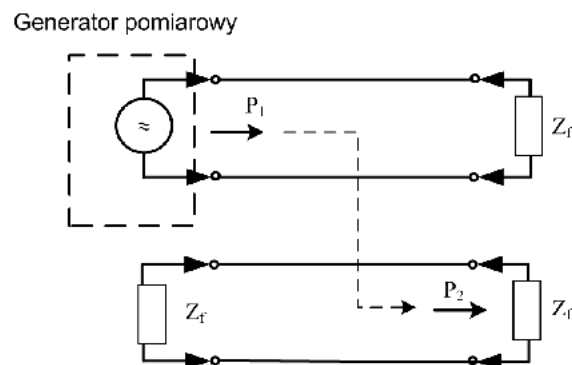 Generator pomiarowy
≈
P1
Zf
Zf
P2
Zf